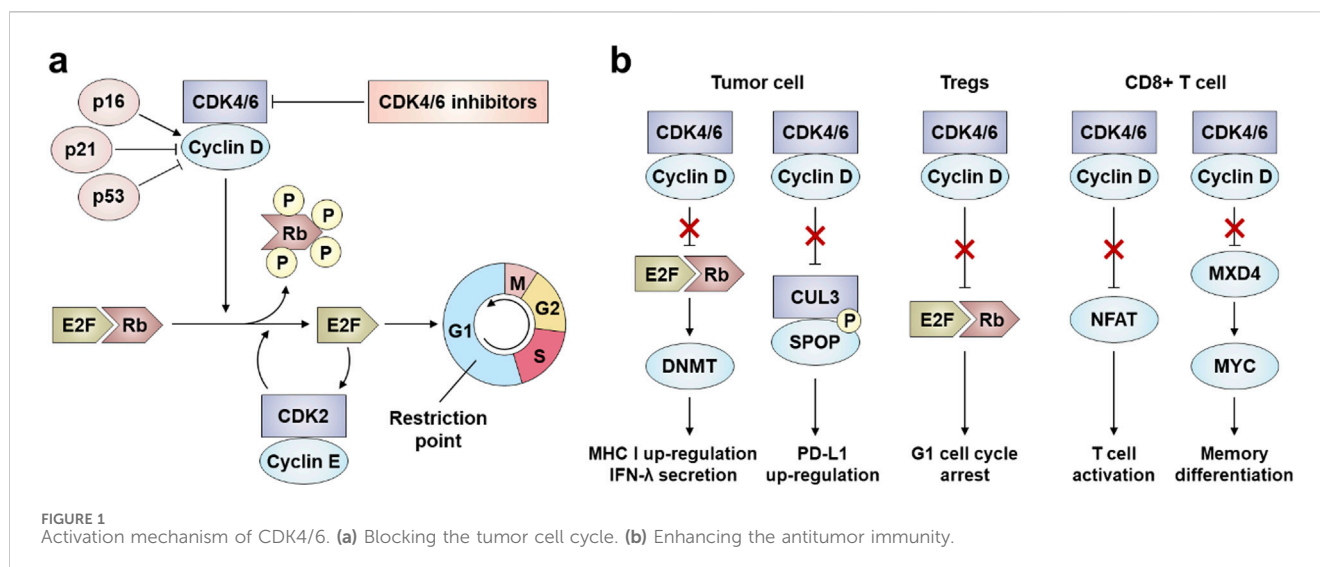 a
p16
p21
p53
CDK4/6
Cyclin D
CDK4/6 inhibitors
P
P
P
P
Rb
E2F
Rb
E2F
CDK2
Cyclin E
G1
M
G2
S
Restriction
point
b
Tumor cell
Tregs
CD8+ T cell
CDK4/6
CDK4/6
CDK4/6
CDK4/6
CDK4/6
Cyclin D
Cyclin D
Cyclin D
Cyclin D
Cyclin D
E2F
Rb
DNMT
MHC I up-regulation
IFN-λ secretion
CUL3
P
SPOP
PD-L1
up-regulation
E2F
Rb
G1 cell cycle
arrest
NFAT
T cell
activation
MXD4
MYC
Memory
differentiation
FIGURE 1
Activation mechanism of CDK4/6. (a) Blocking the tumor cell cycle. (b) Enhancing the antitumor immunity.